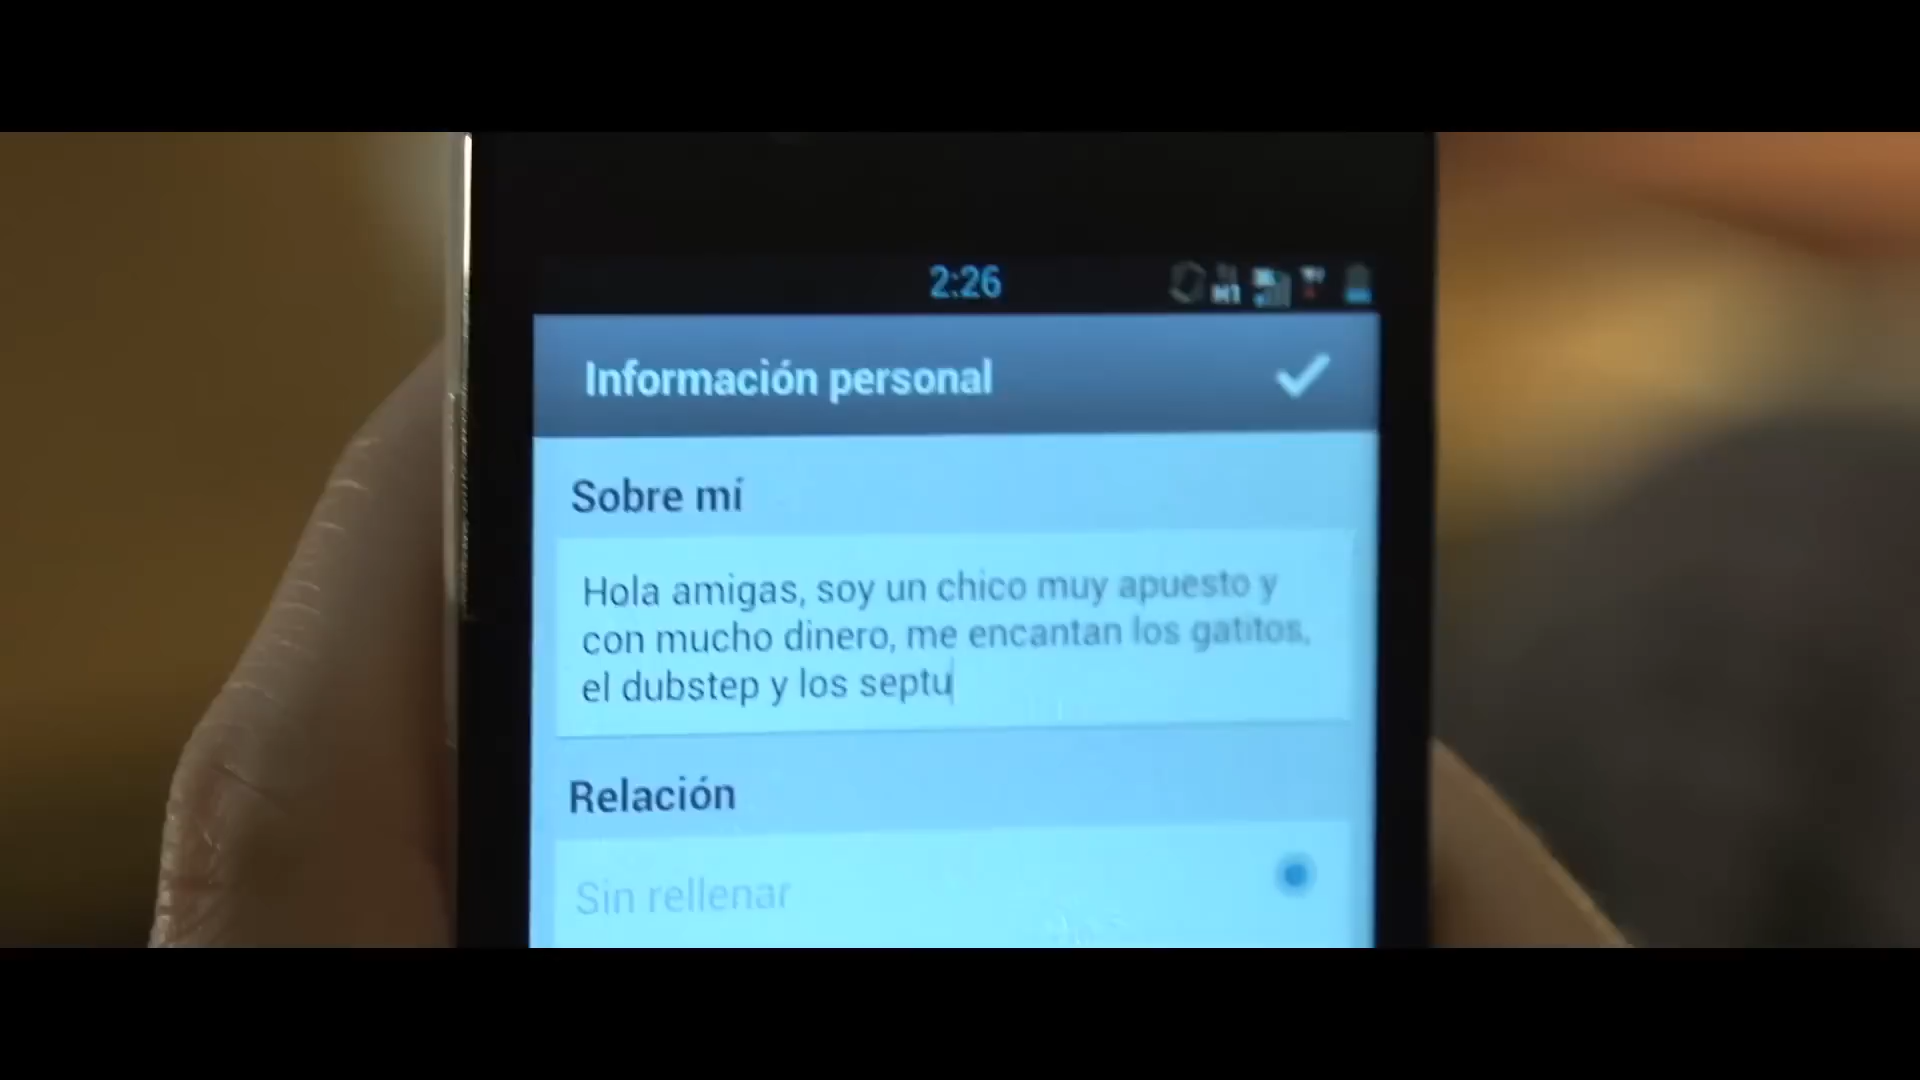 2:26
Información personal
Sobre mí
Hola amigas, soy un chico muy apuesto y
con mucho dinero, me encantan los gatitos,
el dubstep y los septu
Relación
Sin rellenar